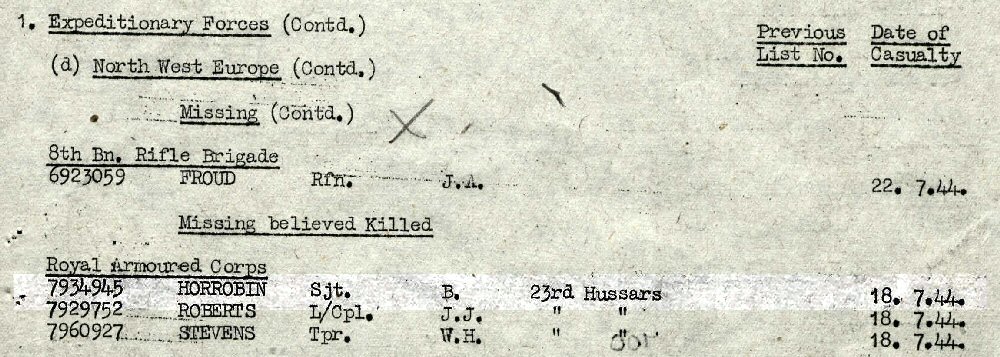 1. Expeditionary Forces (Contd.)
Previous List No. Date of Casualty
(d) North West Europe (Contd.)
Missing (Contd.)
8th Bn. Rifle Brigade
6923059 FROUD Rfn. J.A. 22. 7.44.
Missing believed Killed
Royal Armoured Corps
7934945 HORROBIN Sjt. B. 23rd Hussars 18. 7.44.
7929752 ROBERTS L/Cpl. J.J. " " 18. 7.44.
7960927 STEVENS Tpr. W.H. " " 18. 7.44.